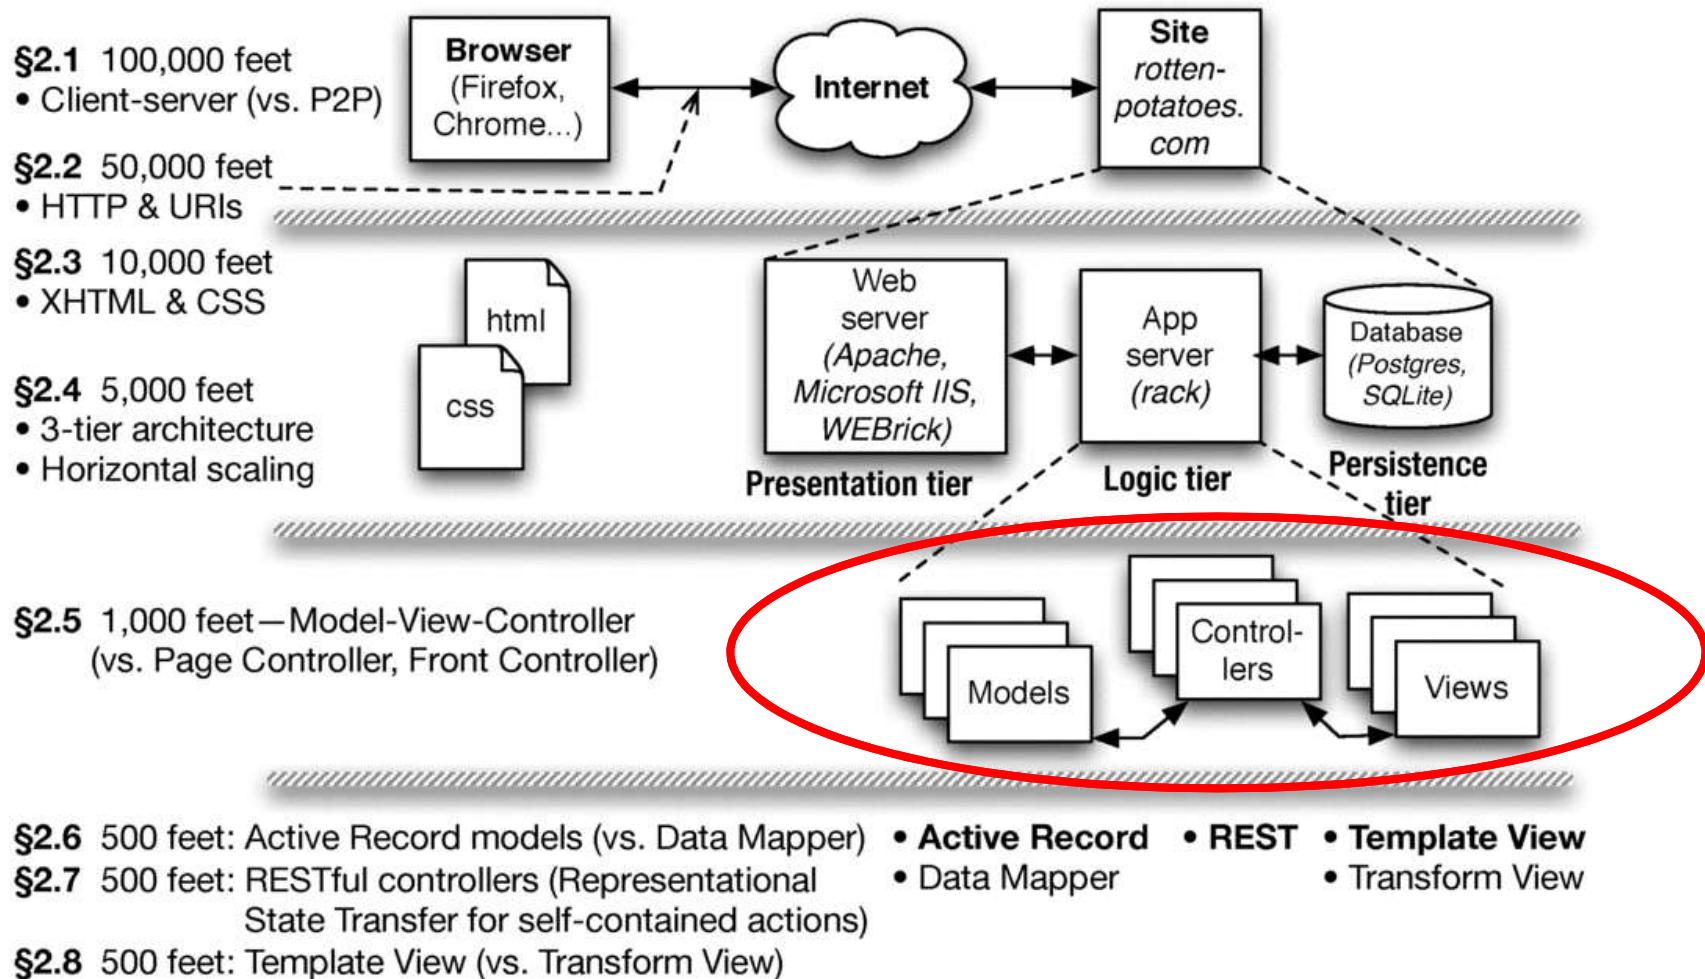 §2.1 100,000 feet
• Client-server (vs. P2P)
§2.2 50,000 feet
• HTTP & URIs
Browser
(Firefox,
Chrome...)
Internet
Site
rotten-
potatoes.
com
§2.3 10,000 feet
• XHTML & CSS
§2.4 5,000 feet
• 3-tier architecture
• Horizontal scaling
html
css
Web
server
(Apache,
Microsoft IIS,
WEBrick)
Presentation tier
App
server
(rack)
Logic tier
Database
(Postgres,
SQLite)
Persistence
tier
§2.5 1,000 feet—Model-View-Controller
(vs. Page Controller, Front Controller)
Models
Control-
lers
Views
§2.6 500 feet: Active Record models (vs. Data Mapper)
§2.7 500 feet: RESTful controllers (Representational
State Transfer for self-contained actions)
§2.8 500 feet: Template View (vs. Transform View)
• Active Record
• Data Mapper
• REST
• Template View
• Transform View